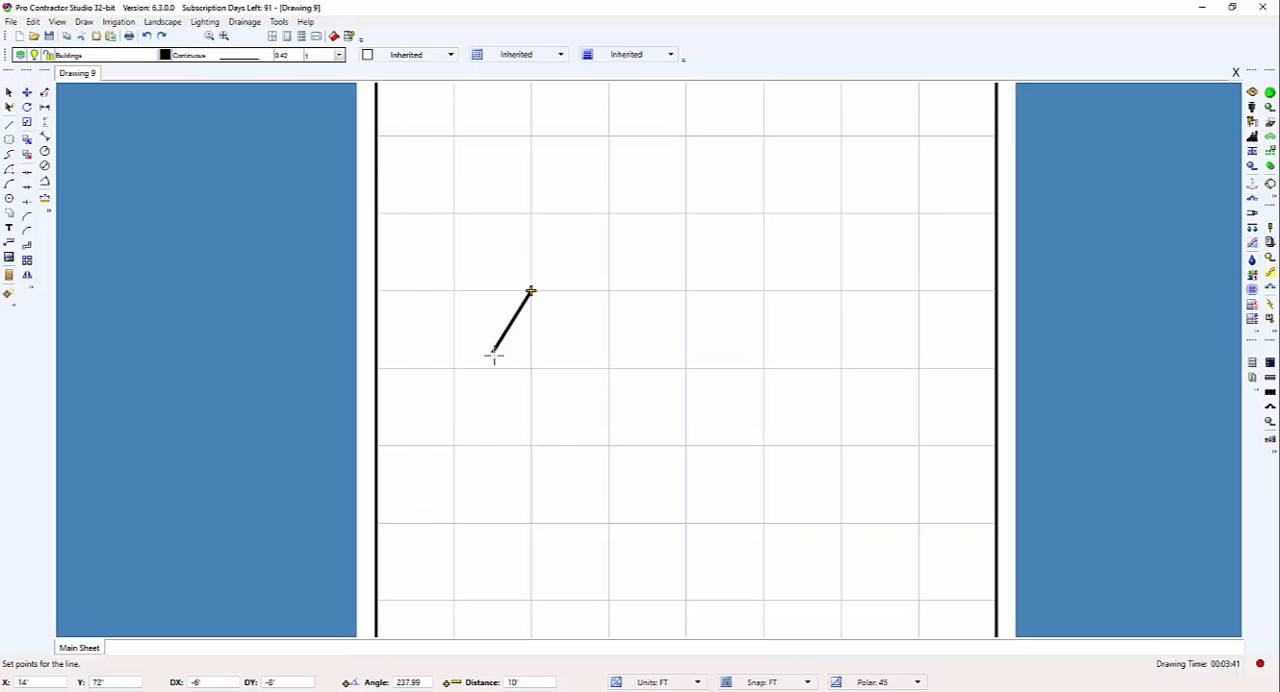 Pro Contractor Studio 32-bit Version: 6.3.0.0 Subscription Days Left: 91 - [Drawing 9]
File Edit View Draw Irrigation Landscape Lighting Drainage Tools Help
Buildings Continuous 0.42 1 Inherited Inherited Inherited
Drawing 9 X
T
Main Sheet
Set points for the line. Drawing Time: 00:03:41
X: 14' Y: 72' DX: -6' DY: -8' Angle: 237.99 Distance: 10' Units: FT Snap: FT Polar: 45